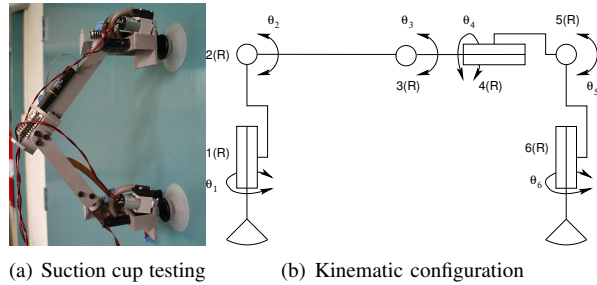 θ2 θ3 θ4 5(R)
2(R)
3(R) 4(R) θ5
1(R) 6(R)
θ1 θ6
(a) Suction cup testing (b) Kinematic configuration